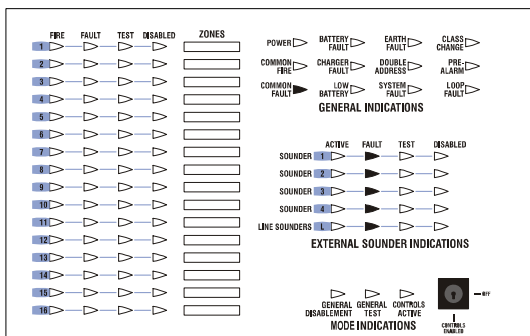 FIRE FAULT TEST DISABLED ZONES
1
2
3
4
5
6
7
8
9
10
11
12
13
14
15
16
POWER BATTERY FAULT EARTH FAULT CLASS CHANGE
COMMON FIRE CHARGER FAULT DOUBLE ADDRESS PRE-ALARM
COMMON FAULT LOW BATTERY SYSTEM FAULT LOOP FAULT
GENERAL INDICATIONS
ACTIVE FAULT TEST DISABLED
SOUNDER 1
SOUNDER 2
SOUNDER 3
SOUNDER 4
LINE SOUNDERS L
EXTERNAL SOUNDER INDICATIONS
GENERAL DISABLEMENT GENERAL TEST CONTROLS ACTIVE
MODE INDICATIONS
OFF
CONTROLS ENABLED